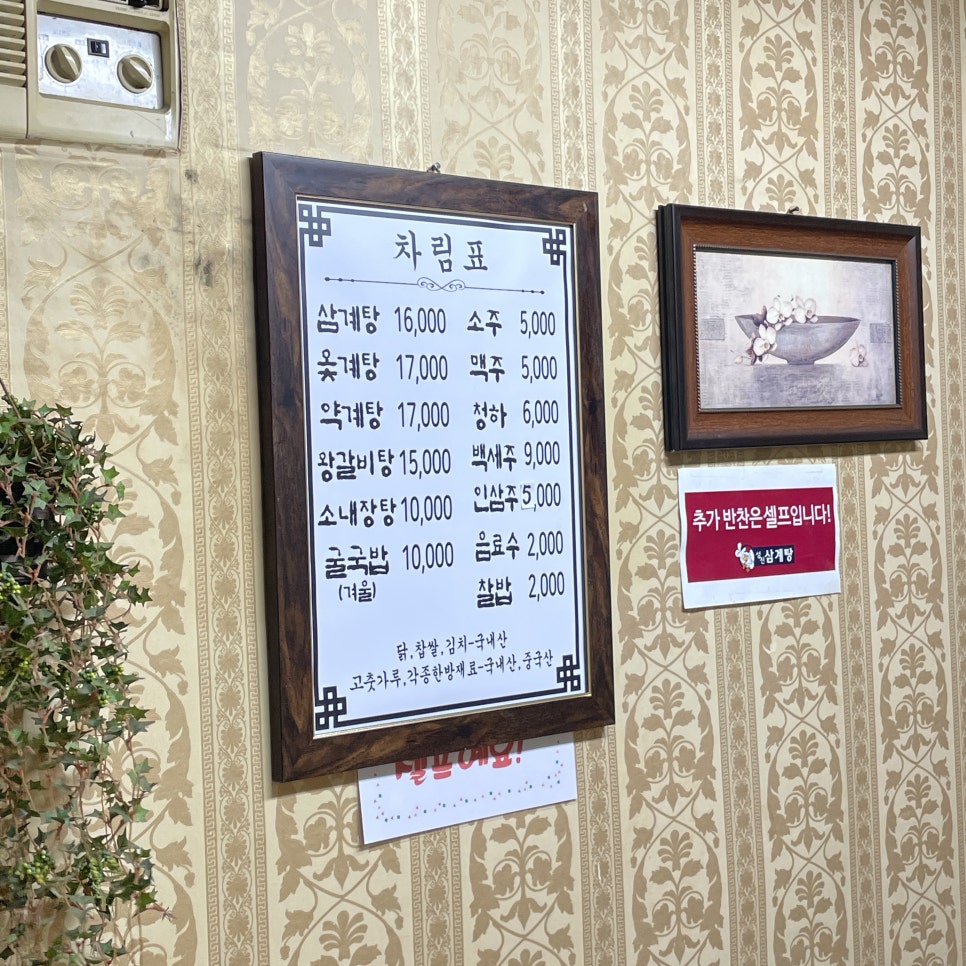 차림표
삼계탕 16,000
옻계탕 17,000
약계탕 17,000
왕갈비탕 15,000
소내장탕 10,000
굴국밥 10,000
(겨울)
소주 5,000
맥주 5,000
청하 6,000
백세주 9,000
인삼주 5,000
음료수 2,000
찰밥 2,000
닭,찹쌀,김치-국내산
고춧가루,각종한방재료-국내산,중국산
셀프예요!
추가 반찬은 셀프입니다!
삼계탕